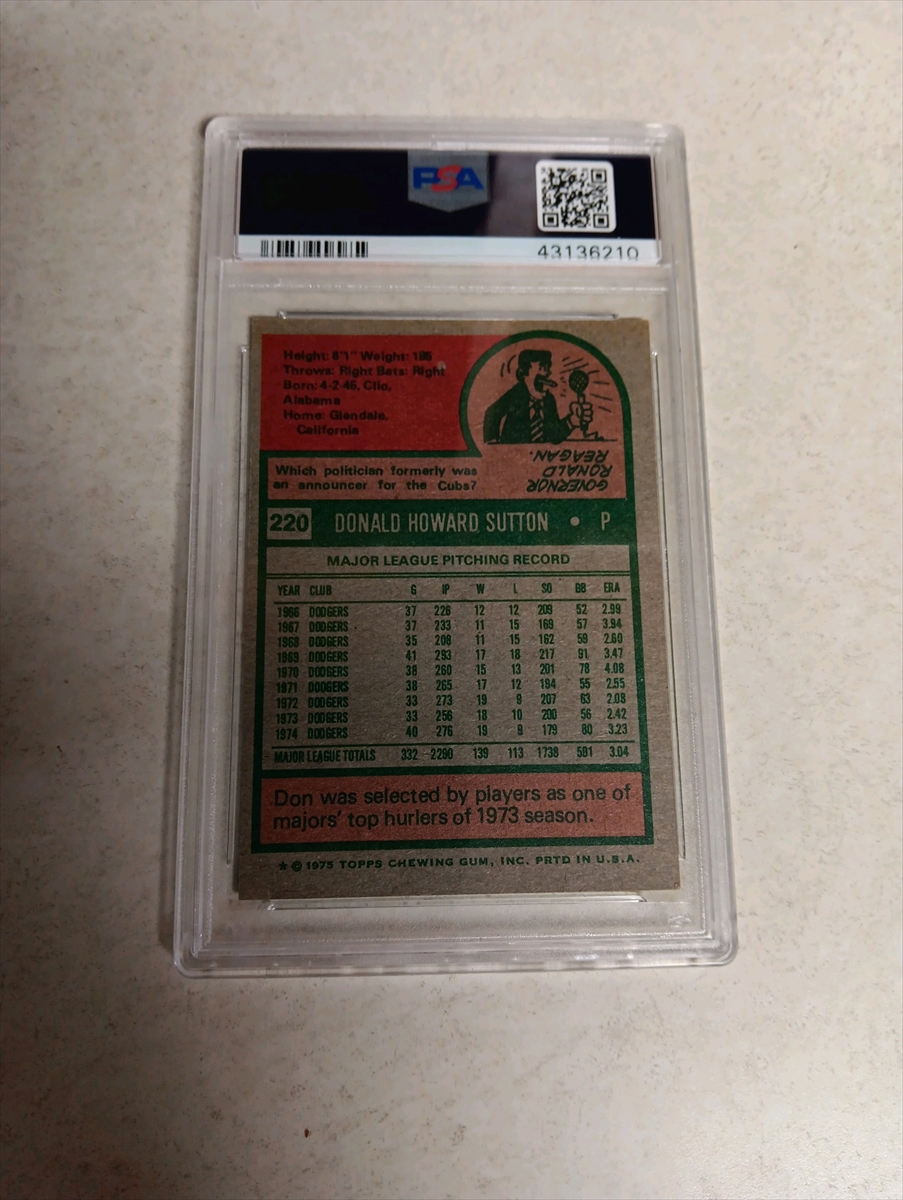 PSA
43136210
Height: 6'1" Weight: 185
Throws: Right Bats: Right
Born: 4-2-45, Clio,
Alabama
Home: Glendale,
California
Which politician formerly was
an announcer for the Cubs?
GOVERNOR
RONALD
REAGAN.
220 DONALD HOWARD SUTTON • P
MAJOR LEAGUE PITCHING RECORD
YEAR CLUB G IP W L SO BB ERA
1966 DODGERS 37 226 12 12 209 52 2.99
1967 DODGERS 37 233 11 15 169 57 3.94
1968 DODGERS 35 208 11 15 162 59 2.60
1969 DODGERS 41 293 17 18 217 91 3.47
1970 DODGERS 38 260 15 13 201 78 4.08
1971 DODGERS 38 265 17 12 194 55 2.55
1972 DODGERS 33 273 19 9 207 63 2.08
1973 DODGERS 33 256 18 10 200 56 2.42
1974 DODGERS 40 276 19 9 179 80 3.23
MAJOR LEAGUE TOTALS 332 2290 139 113 1738 591 3.04
Don was selected by players as one of
majors' top hurlers of 1973 season.
★ © 1975 TOPPS CHEWING GUM, INC. PRTD IN U.S.A.